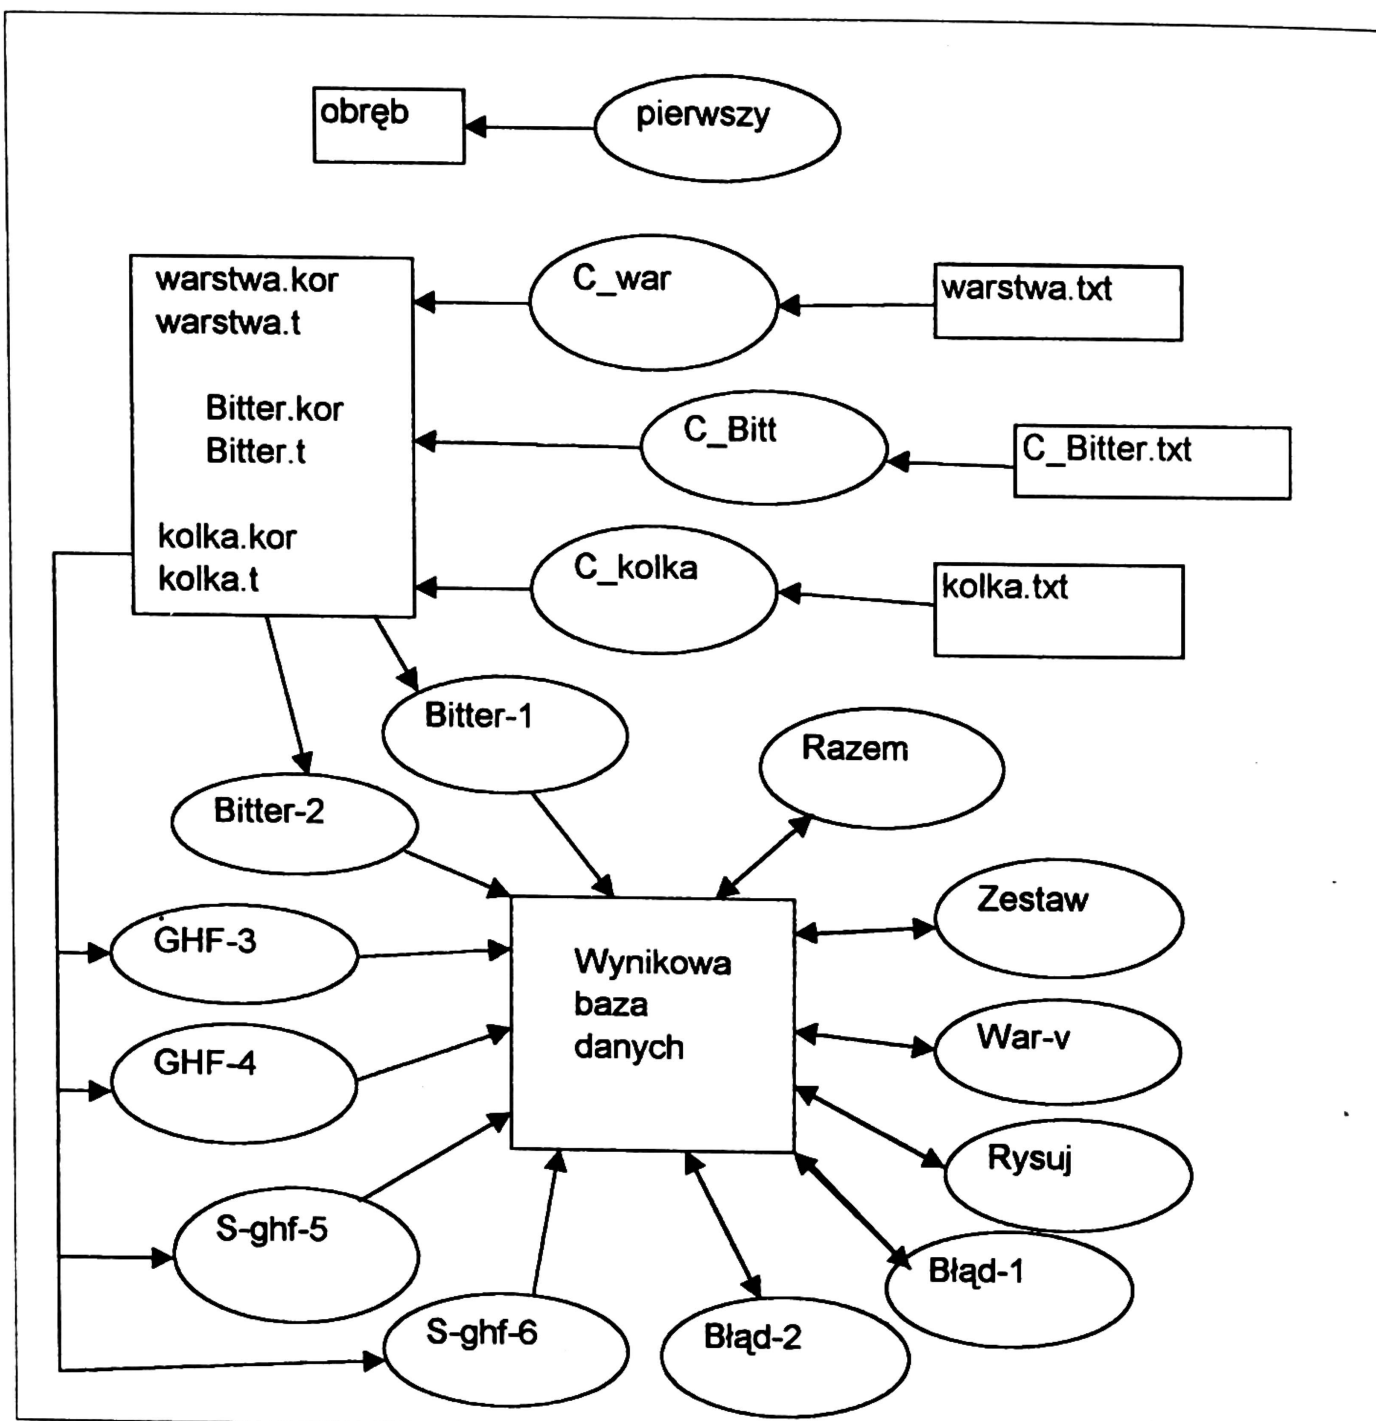 obręb
pierwszy
warstwa.kor
warstwa.t
C_war
warstwa.txt
Bitter.kor
Bitter.t
C_Bitt
C_Bitter.txt
kolka.kor
kolka.t
C_kolka
kolka.txt
Bitter-1
Razem
Bitter-2
Zestaw
GHF-3
Wynikowa
baza
danych
War-v
GHF-4
Rysuj
S-ghf-5
Błąd-1
S-ghf-6
Błąd-2